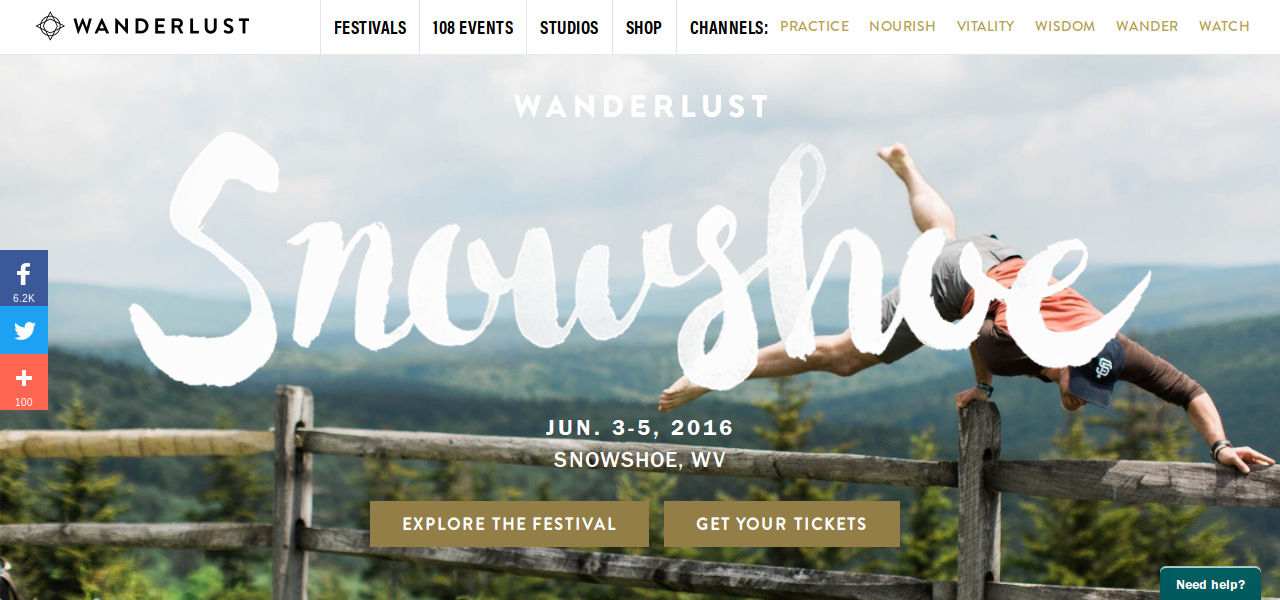 WANDERLUST
FESTIVALS 108 EVENTS STUDIOS SHOP CHANNELS: PRACTICE NOURISH VITALITY WISDOM WANDER WATCH
WANDERLUST
Snowshoe
6.2K
100
JUN. 3-5, 2016
SNOWSHOE, WV
EXPLORE THE FESTIVAL
GET YOUR TICKETS
Need help?